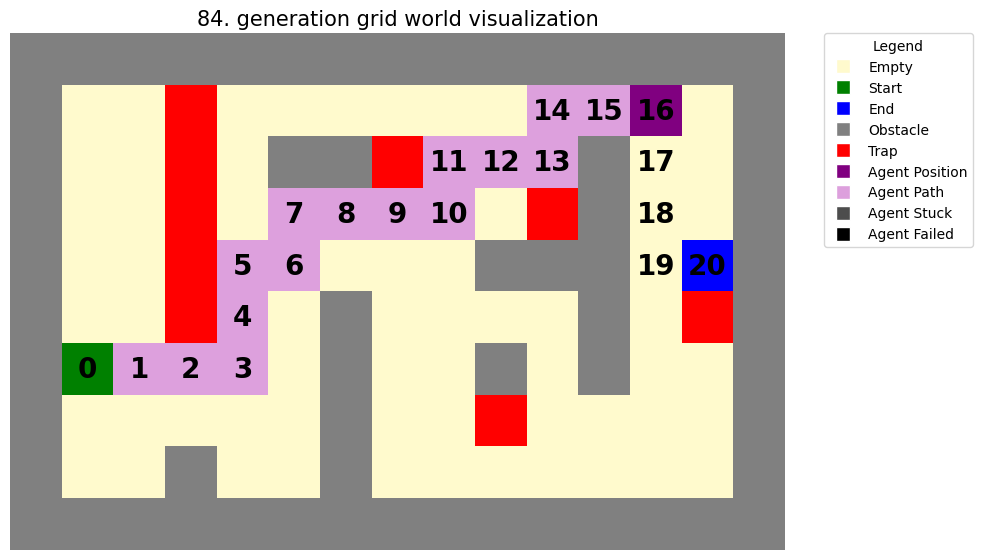 84. generation grid world visualization
Legend
Empty
Start
End
Obstacle
Trap
Agent Position
Agent Path
Agent Stuck
Agent Failed
14 15 16
11 12 13 17
7 8 9 10 18
5 6 19 20
4
0 1 2 3